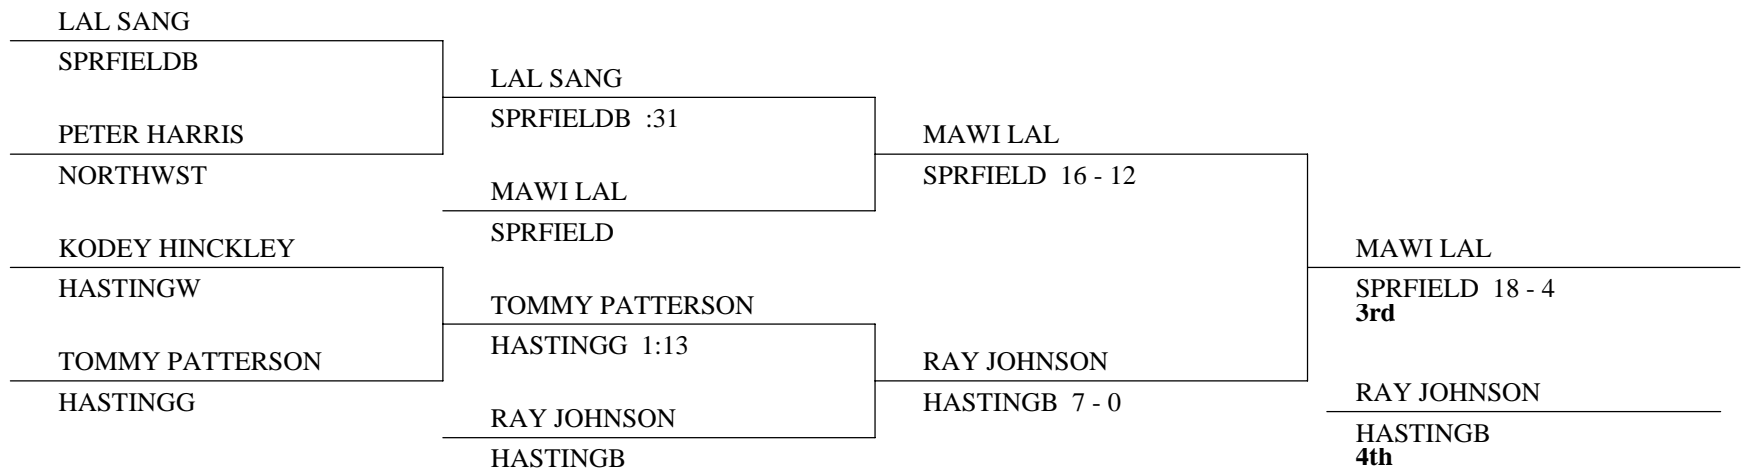 LAL SANG
SPRFIELDB
PETER HARRIS
NORTHWST
KODEY HINCKLEY
HASTINGW
TOMMY PATTERSON
HASTINGG
LAL SANG
SPRFIELDB :31
MAWI LAL
SPRFIELD
TOMMY PATTERSON
HASTINGG 1:13
RAY JOHNSON
HASTINGB
MAWI LAL
SPRFIELD 16 - 12
RAY JOHNSON
HASTINGB 7 - 0
MAWI LAL
SPRFIELD 18 - 4
3rd
RAY JOHNSON
HASTINGB
4th